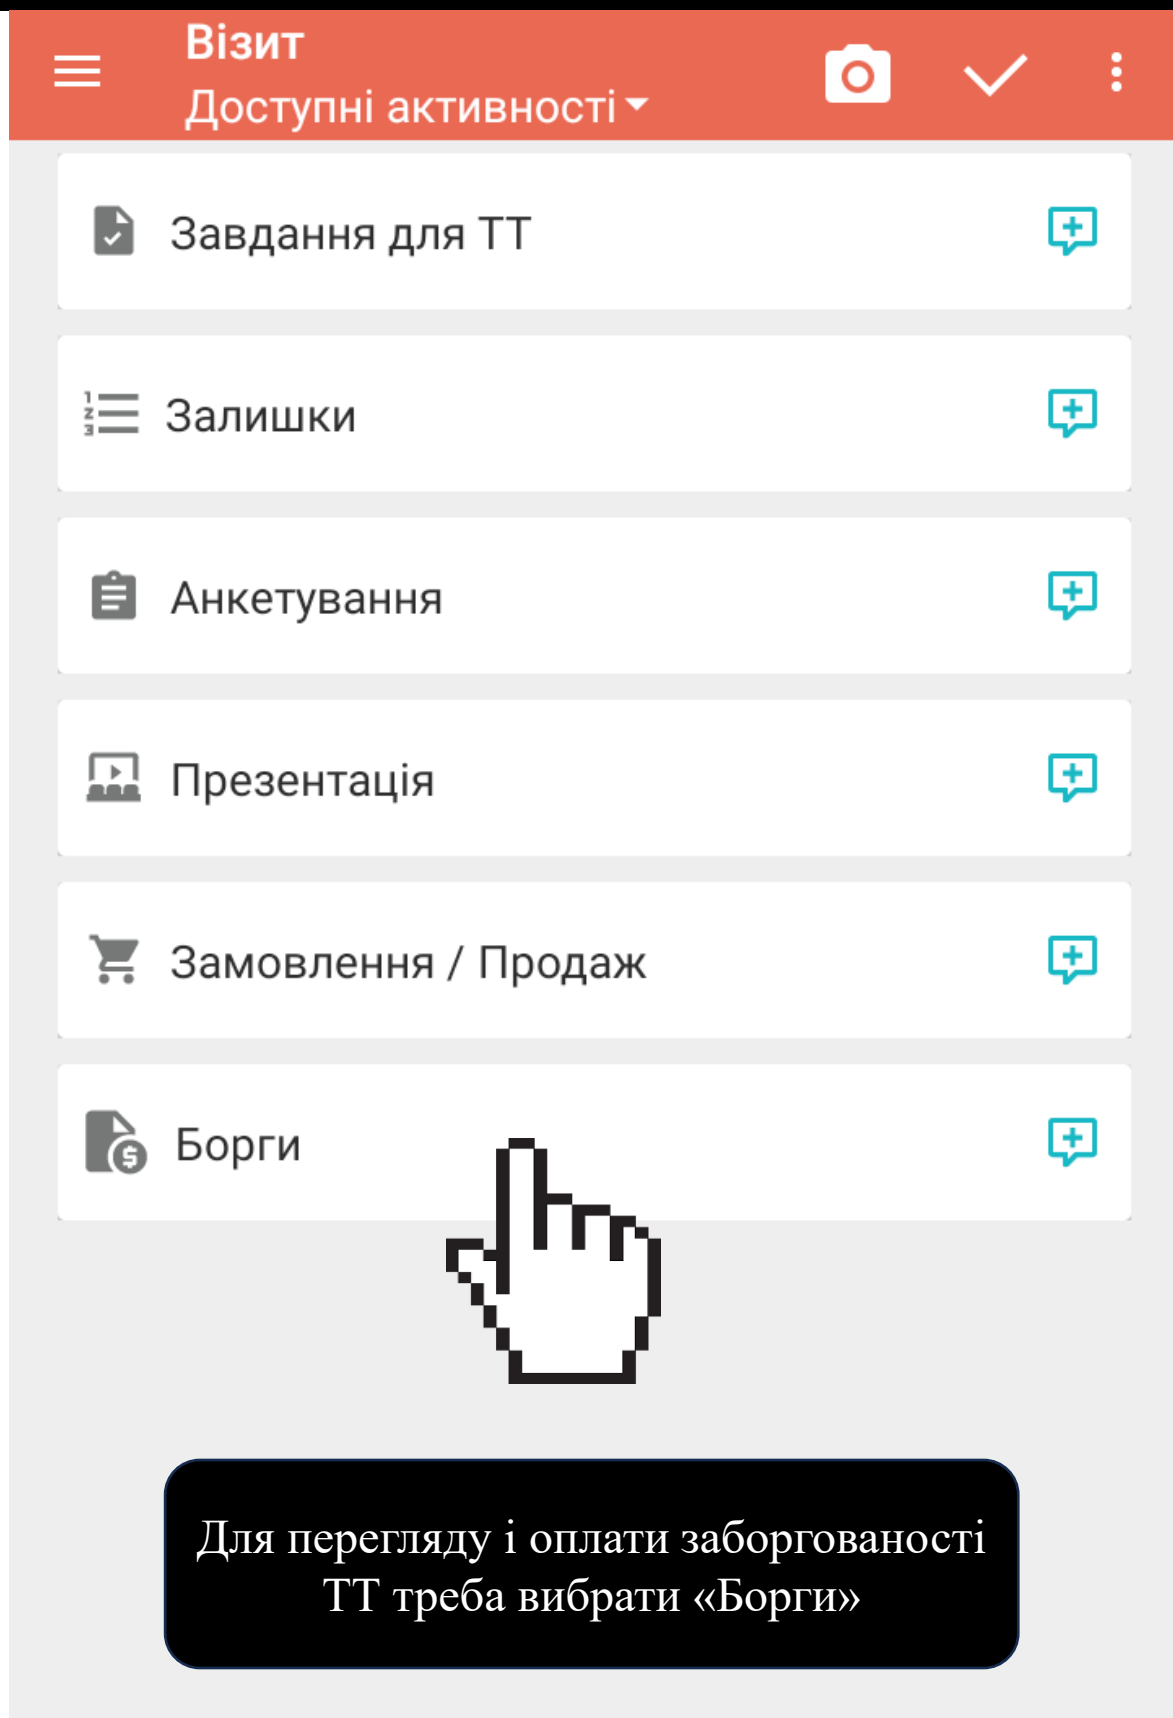 Візит
Доступні активності
Завдання для ТТ
Залишки
Анкетування
Презентація
Замовлення / Продаж
Борги
Для перегляду і оплати заборгованості
ТТ треба вибрати «Борги»